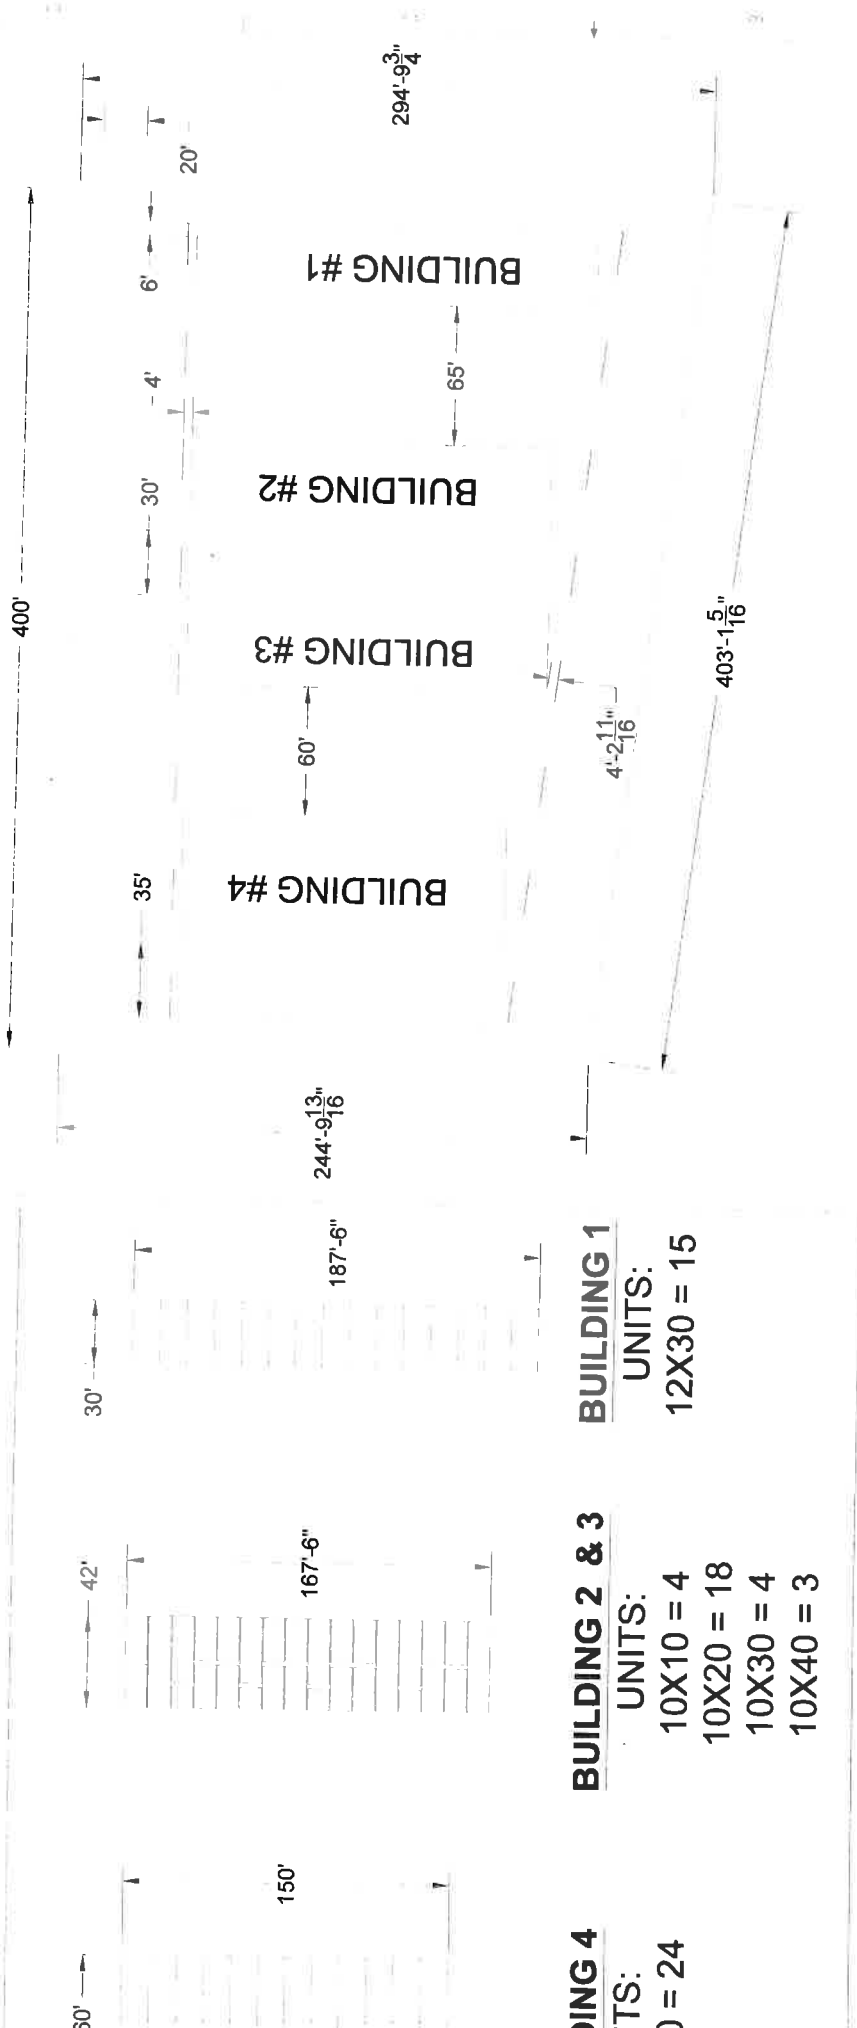 294'-9 3/4"
20'
400'
6'
4'
30'
35'
BUILDING #1
65'
BUILDING #2
BUILDING #3
60'
BUILDING #4
4'-2 11/16"
403'-1 5/16"
244'-9 13/16"
30'
187'-6"
BUILDING 1
UNITS:
12X30 = 15
42'
167'-6"
BUILDING 2 & 3
UNITS:
10X10 = 4
10X20 = 18
10X30 = 4
10X40 = 3
60'
150'
DING 4
TS:
0 = 24